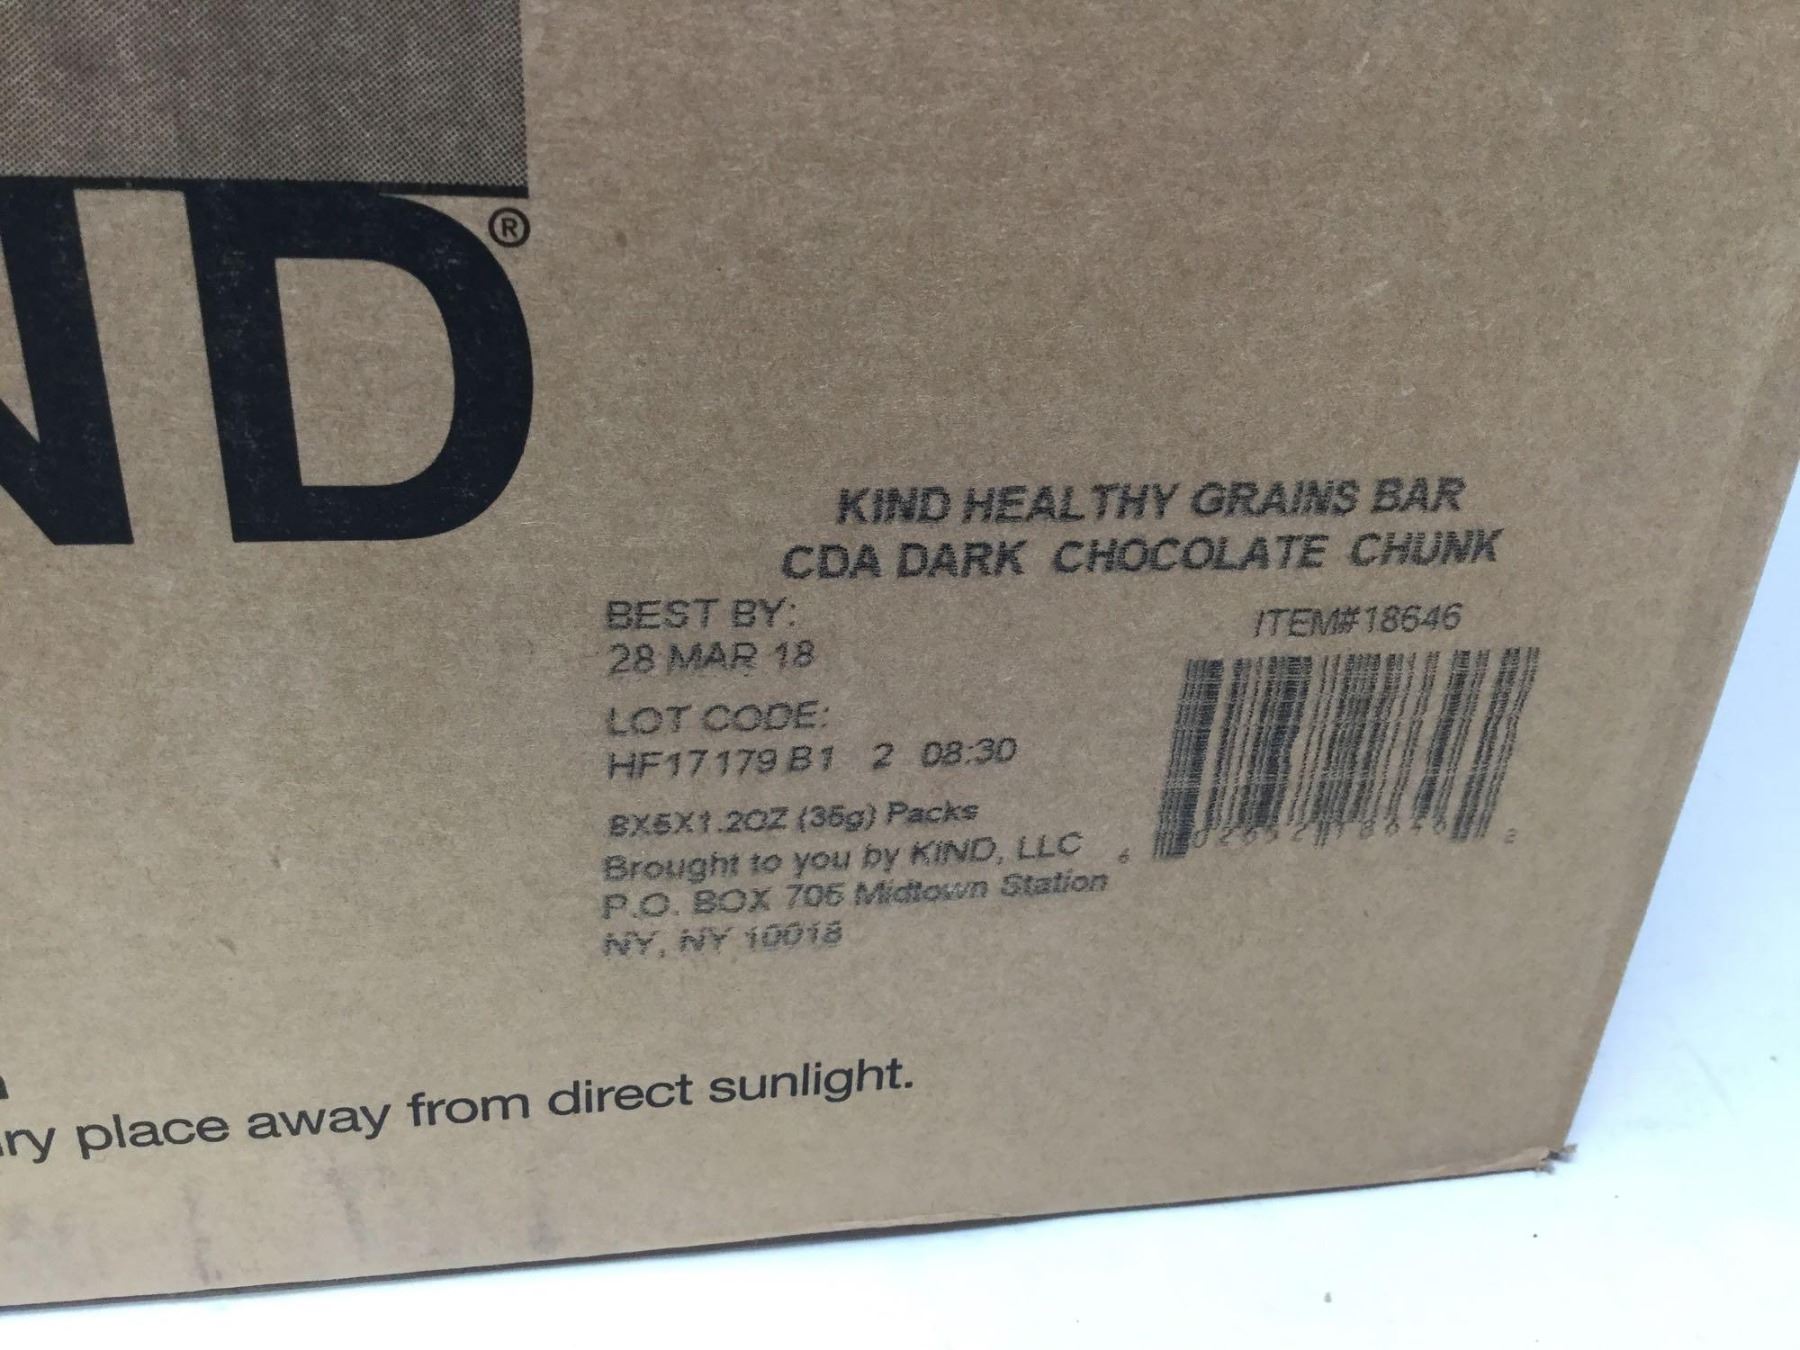 ND®
KIND HEALTHY GRAINS BAR
CDA DARK CHOCOLATE CHUNK
BEST BY:
28 MAR 18
ITEM#18646
LOT CODE:
HF17179 B1 2 08:30
8X5X1.2OZ (35g) Packs
Brought to you by KIND, LLC
P.O. BOX 705 Midtown Station
NY, NY 10018
ry place away from direct sunlight.